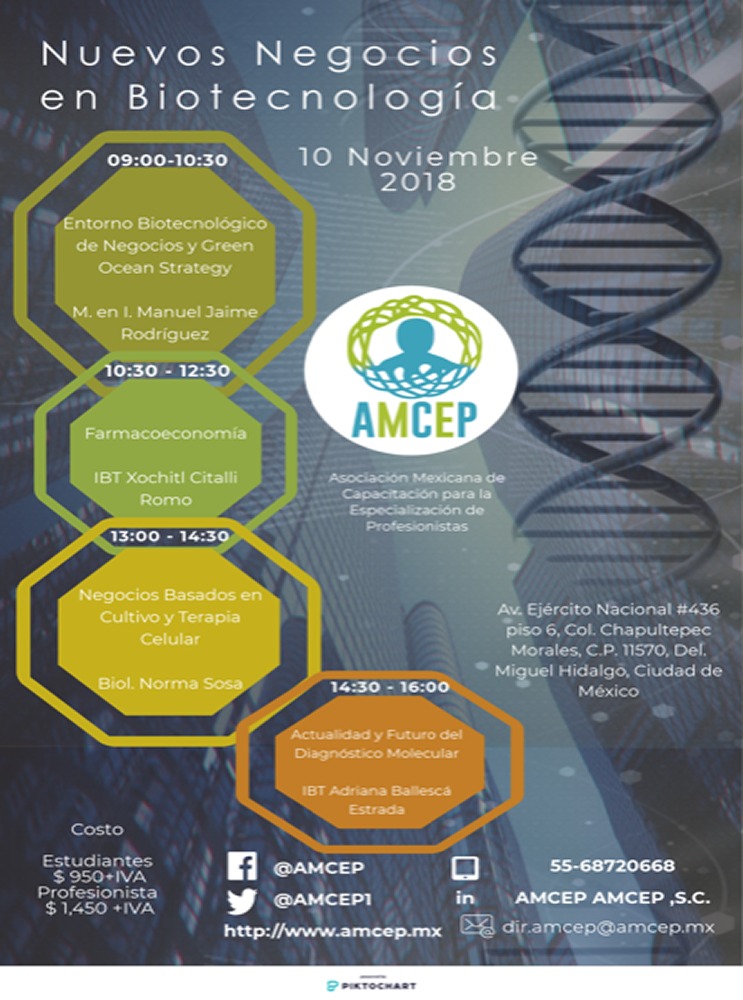 Nuevos Negocios
en Biotecnología
10 Noviembre
2018
09:00-10:30
Entorno Biotecnológico
de Negocios y Green
Ocean Strategy
M. en I. Manuel Jaime
Rodríguez
10:30 - 12:30
Farmacoeconomía
IBT Xochitl Citalli
Romo
13:00 - 14:30
Negocios Basados en
Cultivo y Terapia
Celular
Biol. Norma Sosa
14:30 - 16:00
Actualidad y Futuro del
Diagnóstico Molecular
IBT Adriana Ballescá
Estrada
AMCEP
Asociación Mexicana de
Capacitación para la
Especialización de
Profesionistas
Av. Ejército Nacional #436
piso 6, Col. Chapultepec
Morales, C.P. 11570, Del.
Miguel Hidalgo, Ciudad de
México
Costo
Estudiantes
$ 950+IVA
Profesionista
$ 1,450 +IVA
@AMCEP
@AMCEP1
http://www.amcep.mx
55-68720668
in AMCEP AMCEP ,S.C.
dir.amcep@amcep.mx
PIKTOCHART